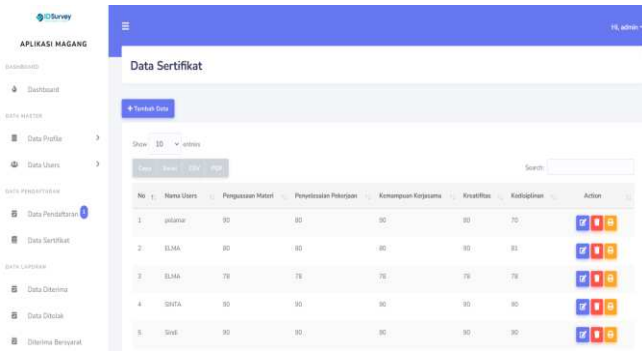 IDSurvey
APLIKASI MAGANG
DASHBOARD
Dashboard
DATA MASTER
Data Profile
Data Users
DATA PENDAFTARAN
Data Pendaftaran
Data Sertifikat
DATA LAPORAN
Data Diterima
Data Ditolak
Diterima Bersyarat
Hi, admin
Data Sertifikat
+ Tambah Data
Show 10 entries
Copy Excel CSV PDF
Search:
No Nama Users Penguasaan Materi Penyelesaian Pekerjaan Kemampuan Kerjasama Kreatifitas Kedisiplinan Action
1 pelamar 90 80 90 80 70
2 ELMA 80 80 80 90 81
3 ELMA 78 78 78 78 78
4 SINTA 90 90 90 90 90
5 Sindi 90 90 90 90 90